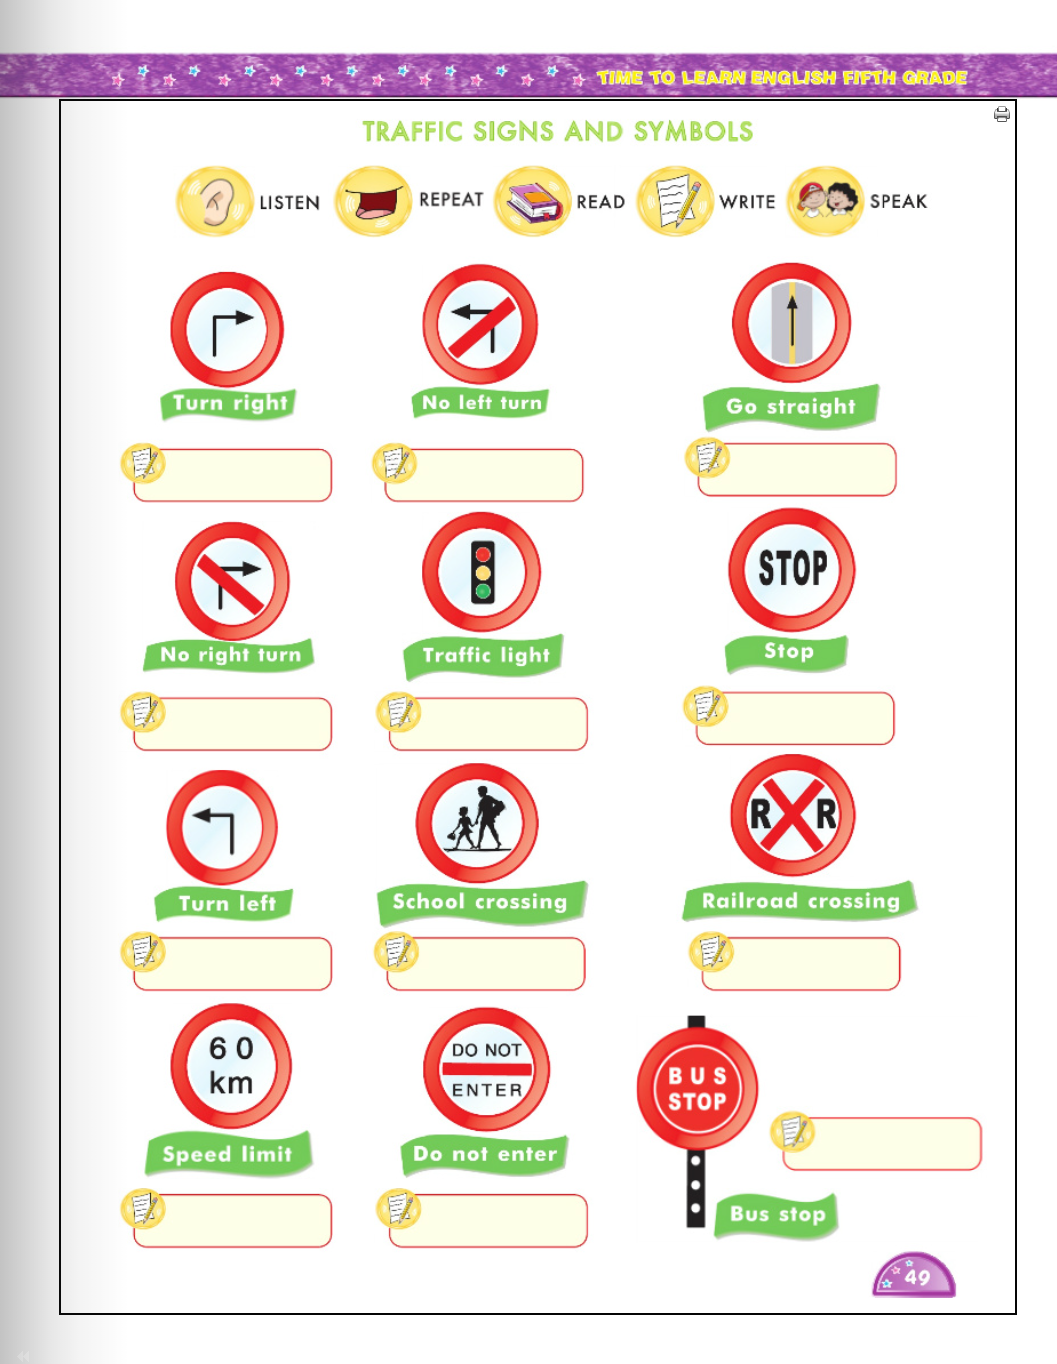 TIME TO LEARN ENGLISH FIFTH GRADE
TRAFFIC SIGNS AND SYMBOLS
LISTEN
REPEAT
READ
WRITE
SPEAK
Turn right
No left turn
Go straight
STOP
No right turn
Traffic light
Stop
R R
Turn left
School crossing
Railroad crossing
60
km
DO NOT
ENTER
BUS
STOP
Speed limit
Do not enter
Bus stop
49